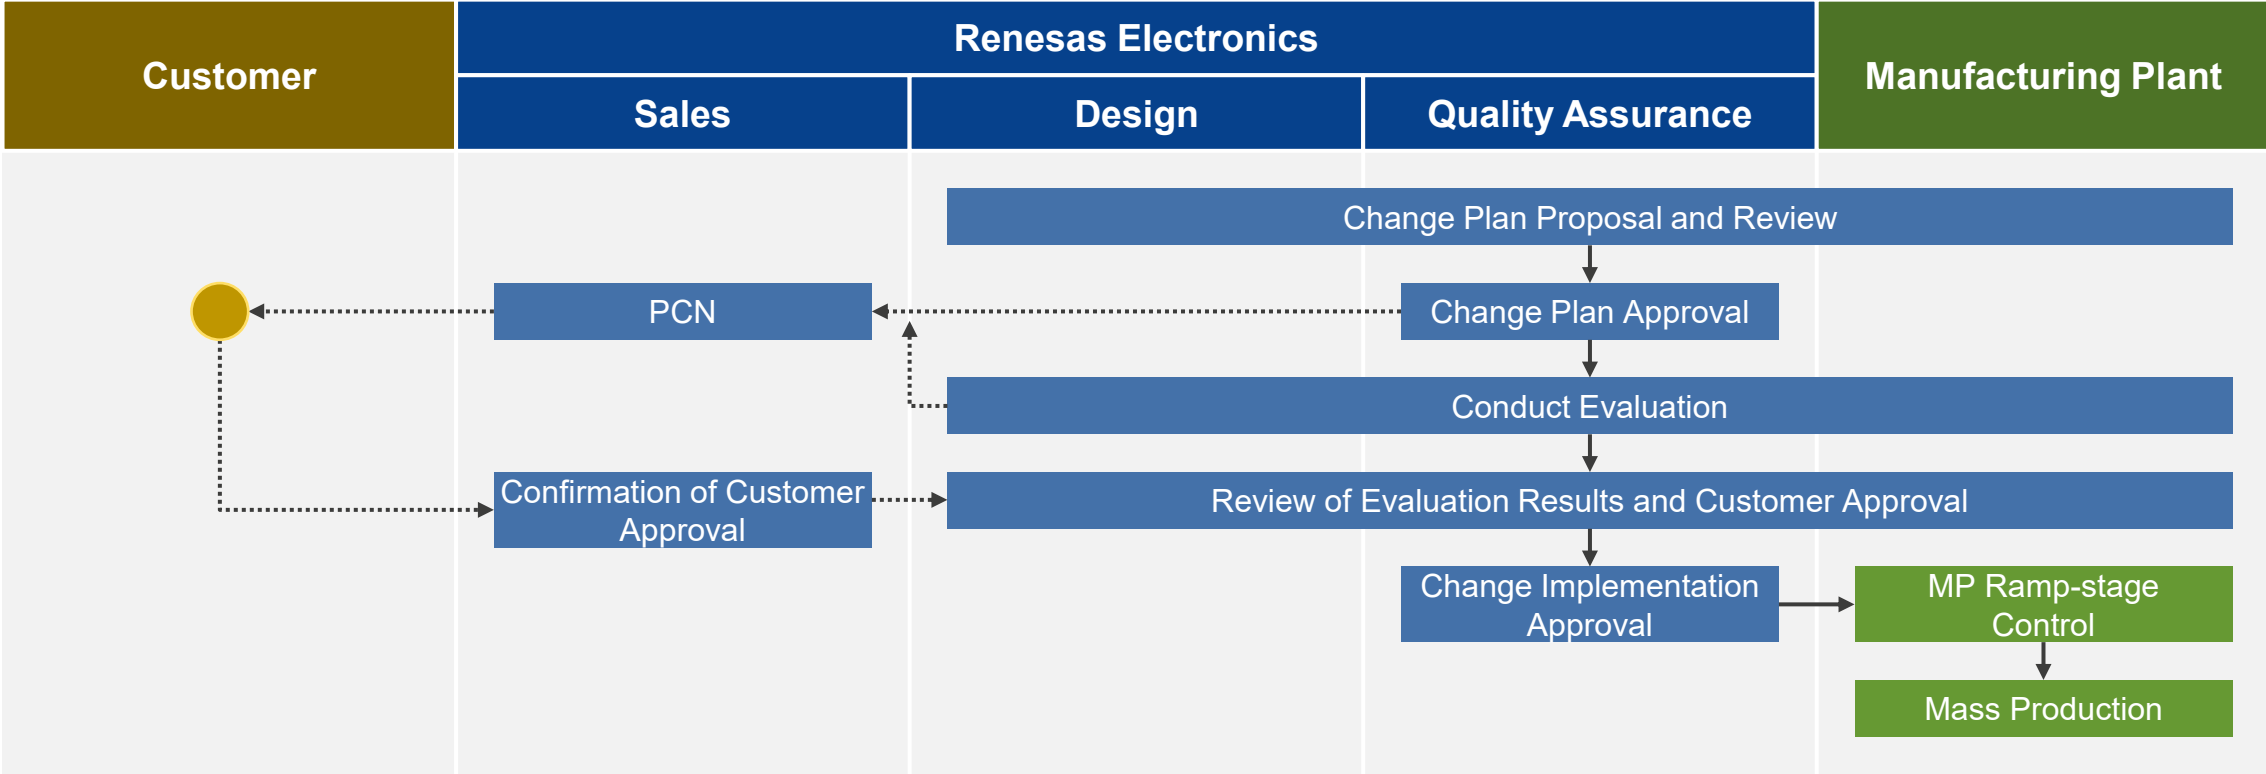 Customer
Renesas Electronics
Manufacturing Plant
Sales
Design
Quality Assurance
Change Plan Proposal and Review
PCN
Change Plan Approval
Conduct Evaluation
Confirmation of Customer
Approval
Review of Evaluation Results and Customer Approval
Change Implementation
Approval
MP Ramp-stage
Control
Mass Production